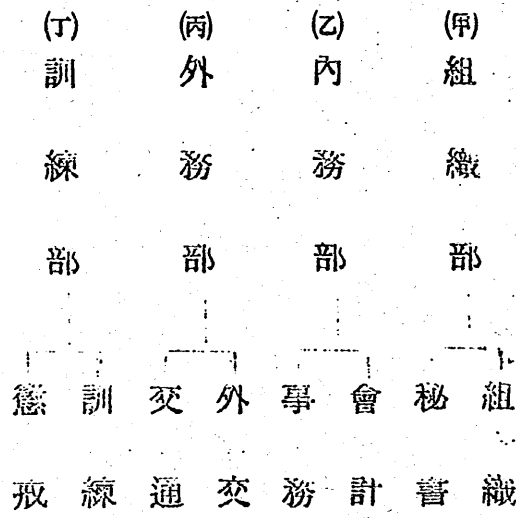 (甲)組織部
組織
秘書
(乙)內務部
會計
事務
(丙)外務部
外交
交通
(丁)訓練部
訓練
懲戒